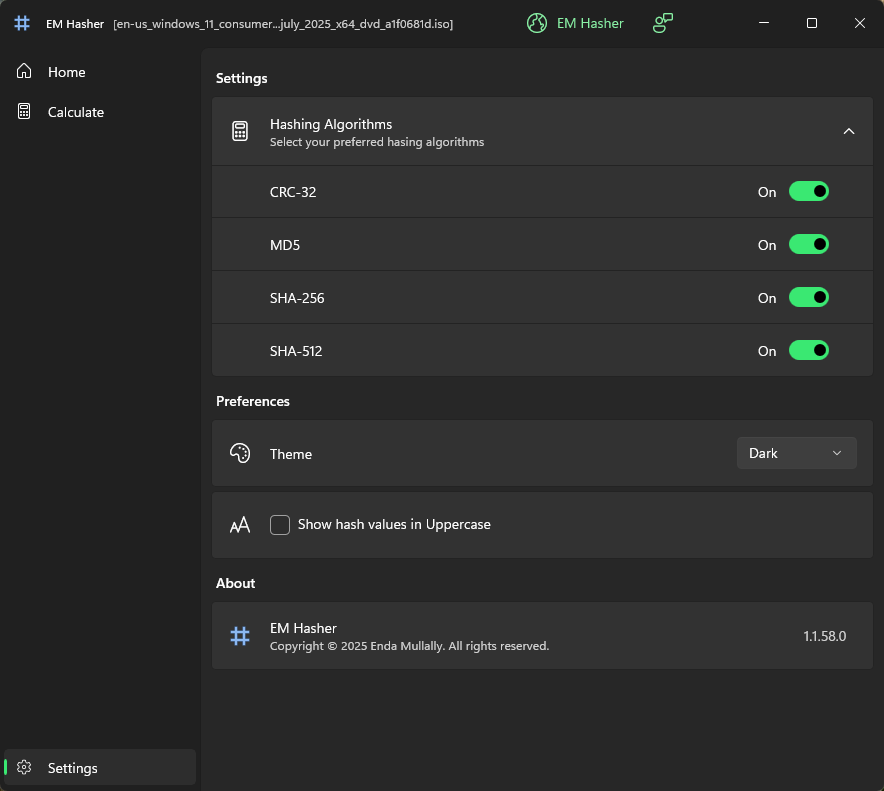 EM Hasher [en-us_windows_11_consumer...july_2025_x64_dvd_a1f0681d.iso] EM Hasher
Home
Calculate
Settings
Hashing Algorithms
Select your preferred hasing algorithms
CRC-32 On
MD5 On
SHA-256 On
SHA-512 On
Preferences
Theme Dark
Show hash values in Uppercase
About
EM Hasher
Copyright © 2025 Enda Mullally. All rights reserved.
1.1.58.0
Settings